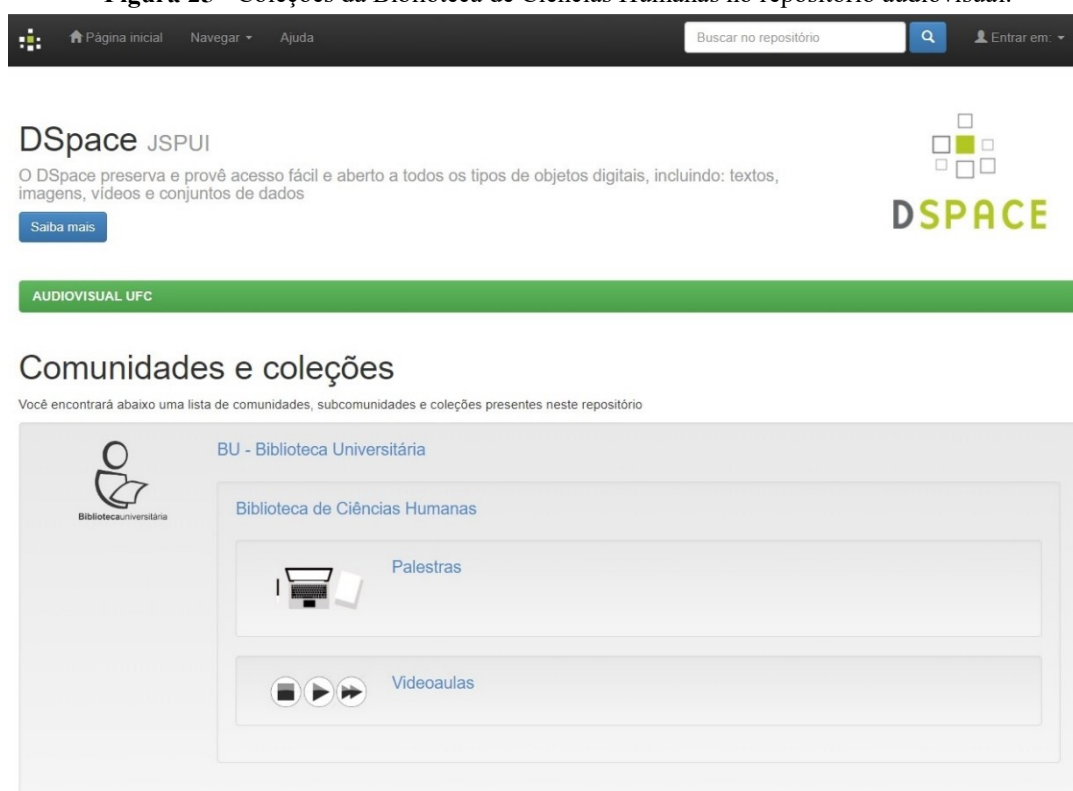 Figura 23 - Coleções da Biblioteca de Ciências Humanas no repositório audiovisual.
Página inicial Navegar Ajuda Buscar no repositório Entrar em:
DSpace JSPUI
O DSpace preserva e provê acesso fácil e aberto a todos os tipos de objetos digitais, incluindo: textos,
imagens, vídeos e conjuntos de dados
Saiba mais
DSPACE
AUDIOVISUAL UFC
Comunidades e coleções
Você encontrará abaixo uma lista de comunidades, subcomunidades e coleções presentes neste repositório
BU - Biblioteca Universitária
Bibliotecauniversitária
Biblioteca de Ciências Humanas
Palestras
Videoaulas